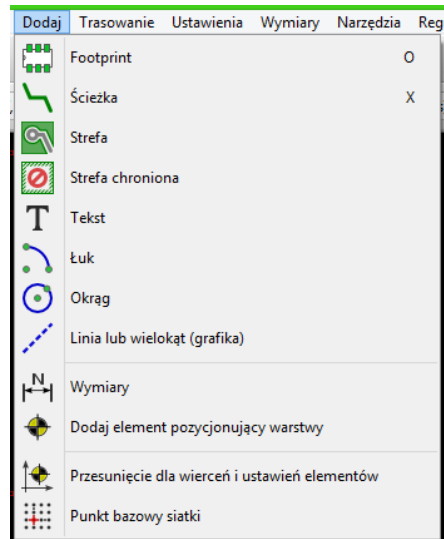 Dodaj Trasowanie Ustawienia Wymiary Narzędzia Reg
Footprint O
Ścieżka X
Strefa
Strefa chroniona
Tekst
Łuk
Okrąg
Linia lub wielokąt (grafika)
N Wymiary
Dodaj element pozycjonujący warstwy
Przesunięcie dla wierceń i ustawień elementów
Punkt bazowy siatki